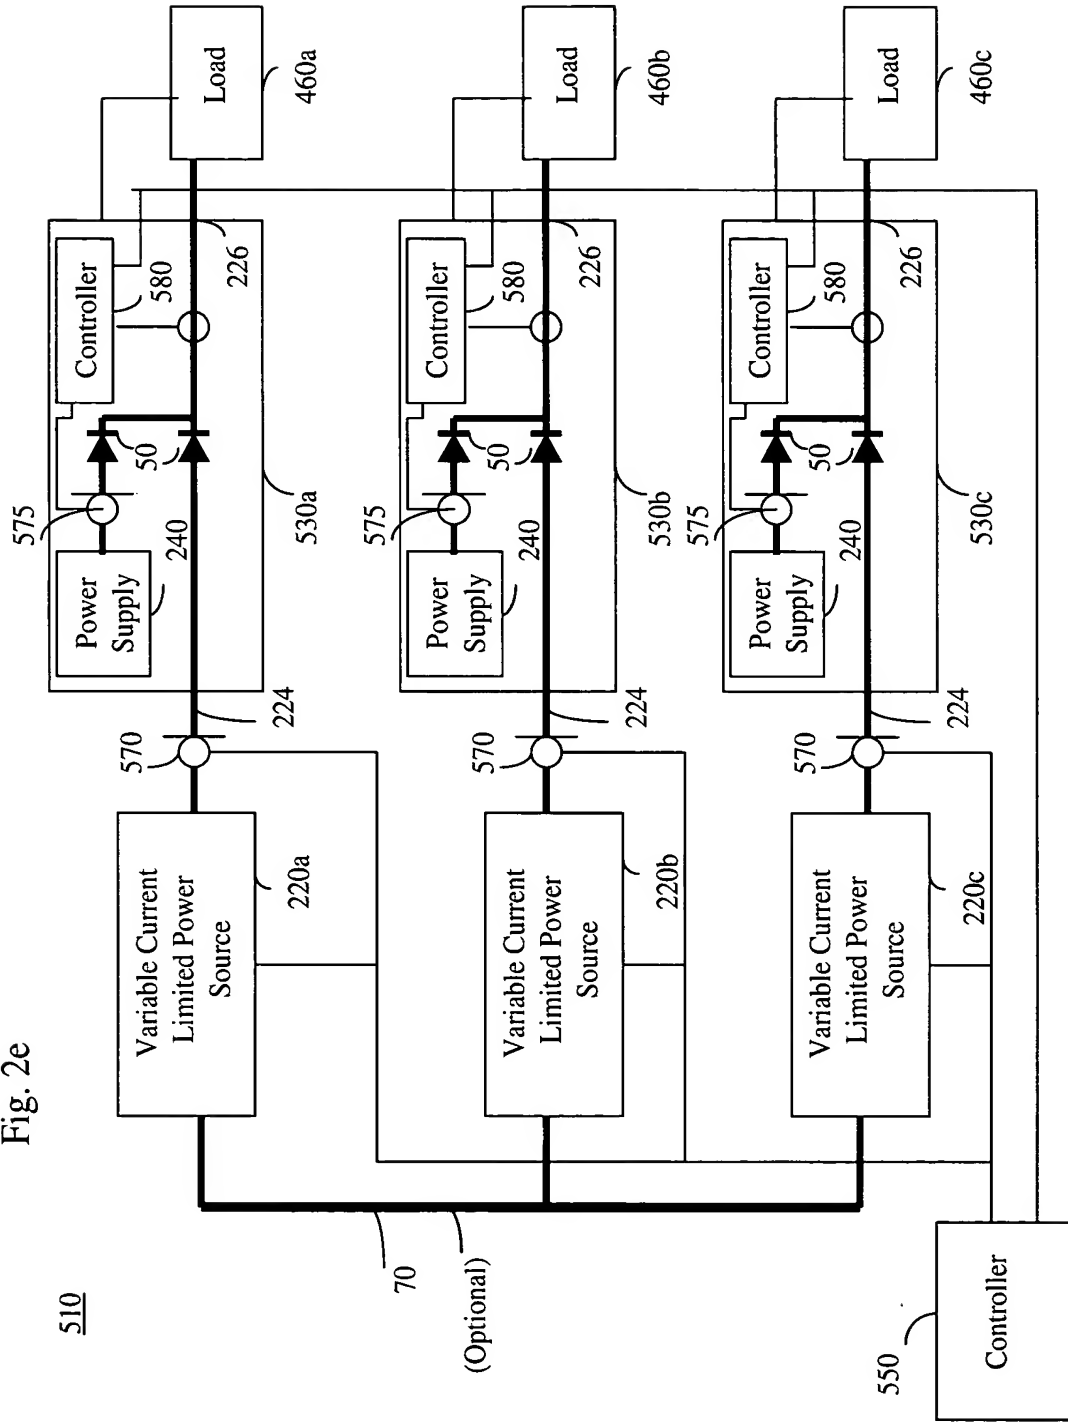 Fig. 2e
510
70
(Optional)
550
Controller
Variable Current
Limited Power
Source
220a
570
224
530a
Power
Supply
240
575
50
Controller
580
226
Load
460a
Variable Current
Limited Power
Source
220b
570
224
530b
Power
Supply
240
575
50
Controller
580
226
Load
460b
Variable Current
Limited Power
Source
220c
570
224
530c
Power
Supply
240
575
50
Controller
580
226
Load
460c